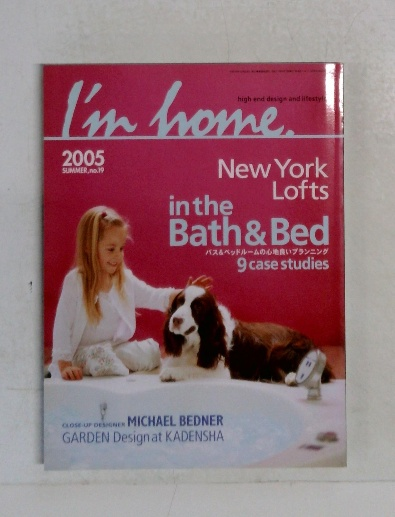 high end design and lifestyle
I'm home.
2005
SUMMER, no.19
New York
Lofts
in the
Bath & Bed
バス&ベッドルームの心地良いプランニング
9 case studies
CLOSE-UP DESIGNER MICHAEL BEDNER
GARDEN Design at KADENSHA